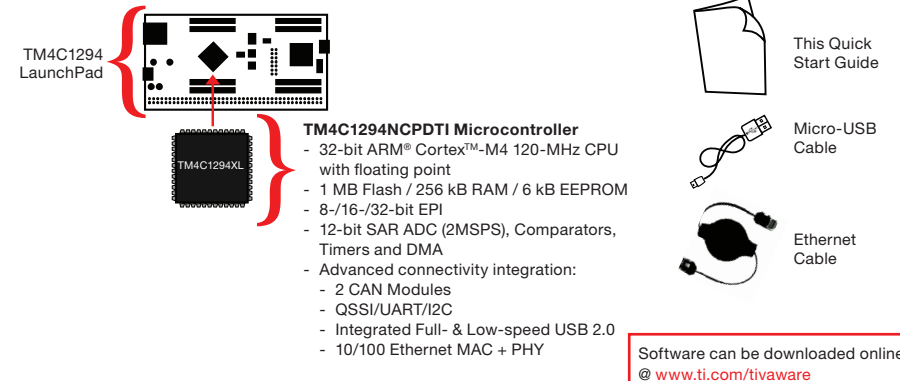 TM4C1294
LaunchPad
TM4C1294XL
TM4C1294NCPDTI Microcontroller
- 32-bit ARM® Cortex™-M4 120-MHz CPU
with floating point
- 1 MB Flash / 256 kB RAM / 6 kB EEPROM
- 8-/16-/32-bit EPI
- 12-bit SAR ADC (2MSPS), Comparators,
Timers and DMA
- Advanced connectivity integration:
- 2 CAN Modules
- QSSI/UART/I2C
- Integrated Full- & Low-speed USB 2.0
- 10/100 Ethernet MAC + PHY
This Quick
Start Guide
Micro-USB
Cable
Ethernet
Cable
Software can be downloaded online
@ www.ti.com/tivaware